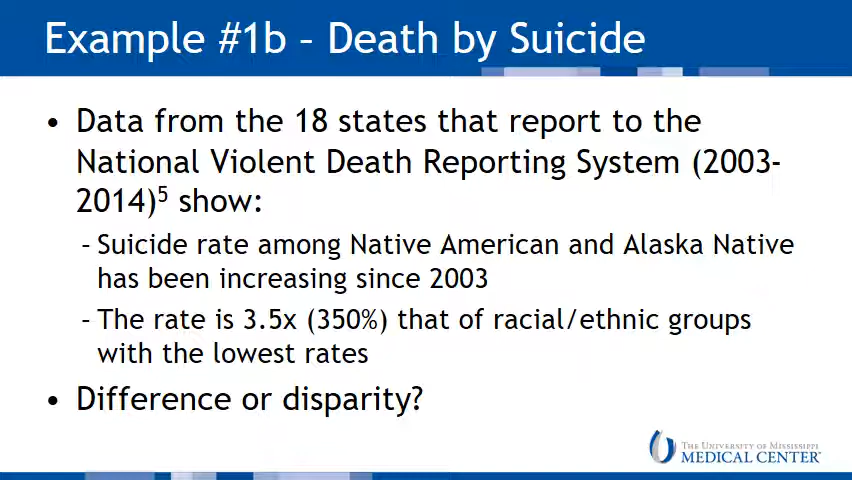 Example #1b – Death by Suicide
• Data from the 18 states that report to the
National Violent Death Reporting System (2003-
2014)⁵ show:
– Suicide rate among Native American and Alaska Native
has been increasing since 2003
– The rate is 3.5x (350%) that of racial/ethnic groups
with the lowest rates
• Difference or disparity?
THE UNIVERSITY OF MISSISSIPPI
MEDICAL CENTER